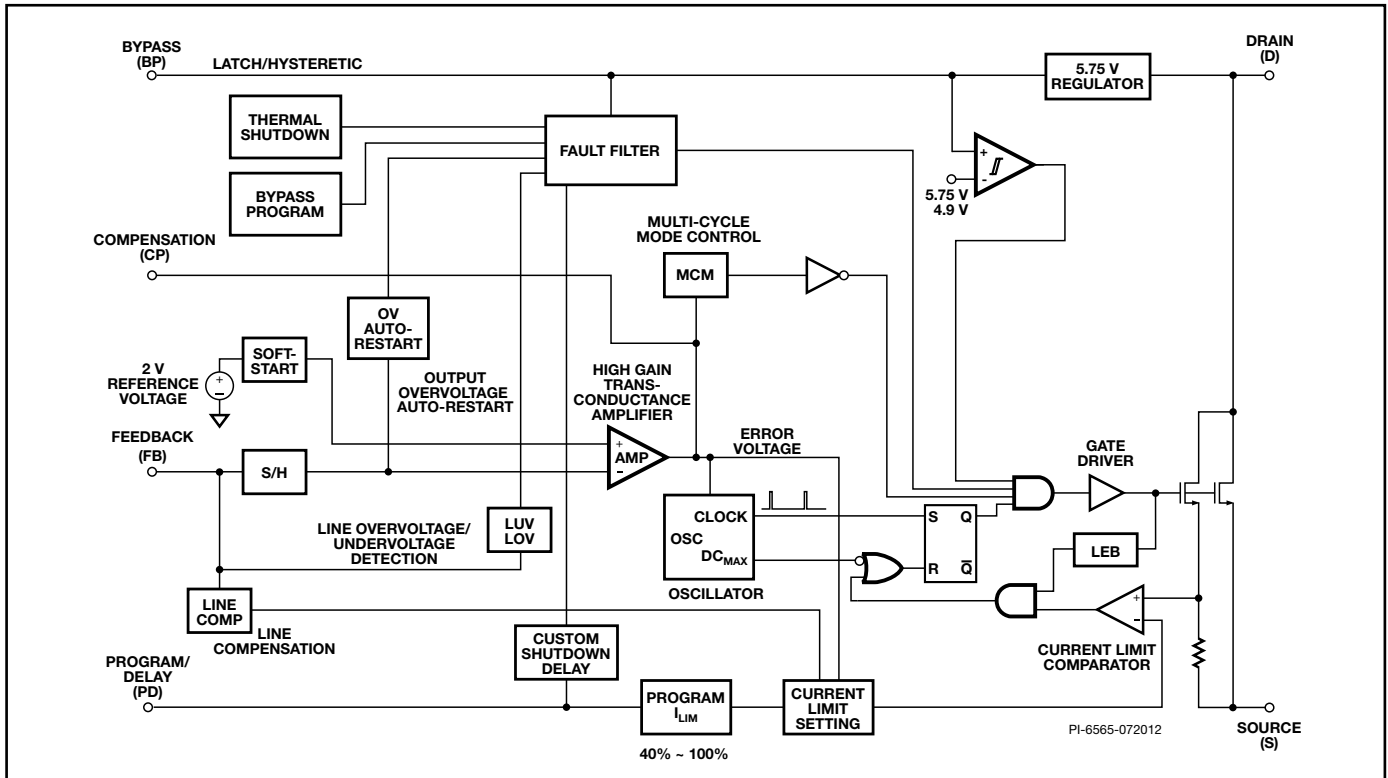 BYPASS
(BP)
LATCH/HYSTERETIC
DRAIN
(D)
5.75 V
REGULATOR
THERMAL
SHUTDOWN
FAULT FILTER
+
-
5.75 V
4.9 V
BYPASS
PROGRAM
COMPENSATION
(CP)
MULTI-CYCLE
MODE CONTROL
MCM
OV
AUTO-
RESTART
SOFT-
START
2 V
REFERENCE
VOLTAGE
+
−
OUTPUT
OVERVOLTAGE
AUTO-RESTART
HIGH GAIN
TRANS-
CONDUCTANCE
AMPLIFIER
FEEDBACK
(FB)
S/H
+
AMP
−
ERROR
VOLTAGE
GATE
DRIVER
LUV
LOV
LINE OVERVOLTAGE/
UNDERVOLTAGE
DETECTION
CLOCK
OSC
DCMAX
OSCILLATOR
S Q
R Q̅
LEB
+
−
CURRENT LIMIT
COMPARATOR
LINE
COMP
LINE
COMPENSATION
CUSTOM
SHUTDOWN
DELAY
PROGRAM/
DELAY
(PD)
PROGRAM
ILIM
40% ~ 100%
CURRENT
LIMIT
SETTING
PI-6565-072012
SOURCE
(S)